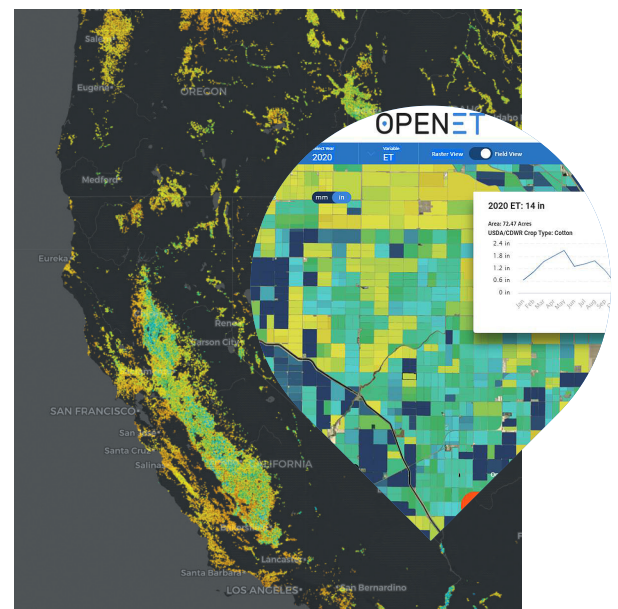 Eugene
OREGON
Medford
Eureka
Reno
Carson City
SAN FRANCISCO
San
Santa Cruz
Salinas
CALIFORNIA
Lancaster
Santa Barbara
LOS ANGELES
San Bernardino
Idaho
OPENET
Select Year
2020
Variable
ET
Raster View
Field View
mm
in
2020 ET: 14 in
Area: 72.47 Acres
USDA/CDWR Crop Type: Cotton
2.4 in
1.8 in
1.2 in
0.6 in
0 in
Jan Feb Mar Apr May Jun Jul Aug Sep